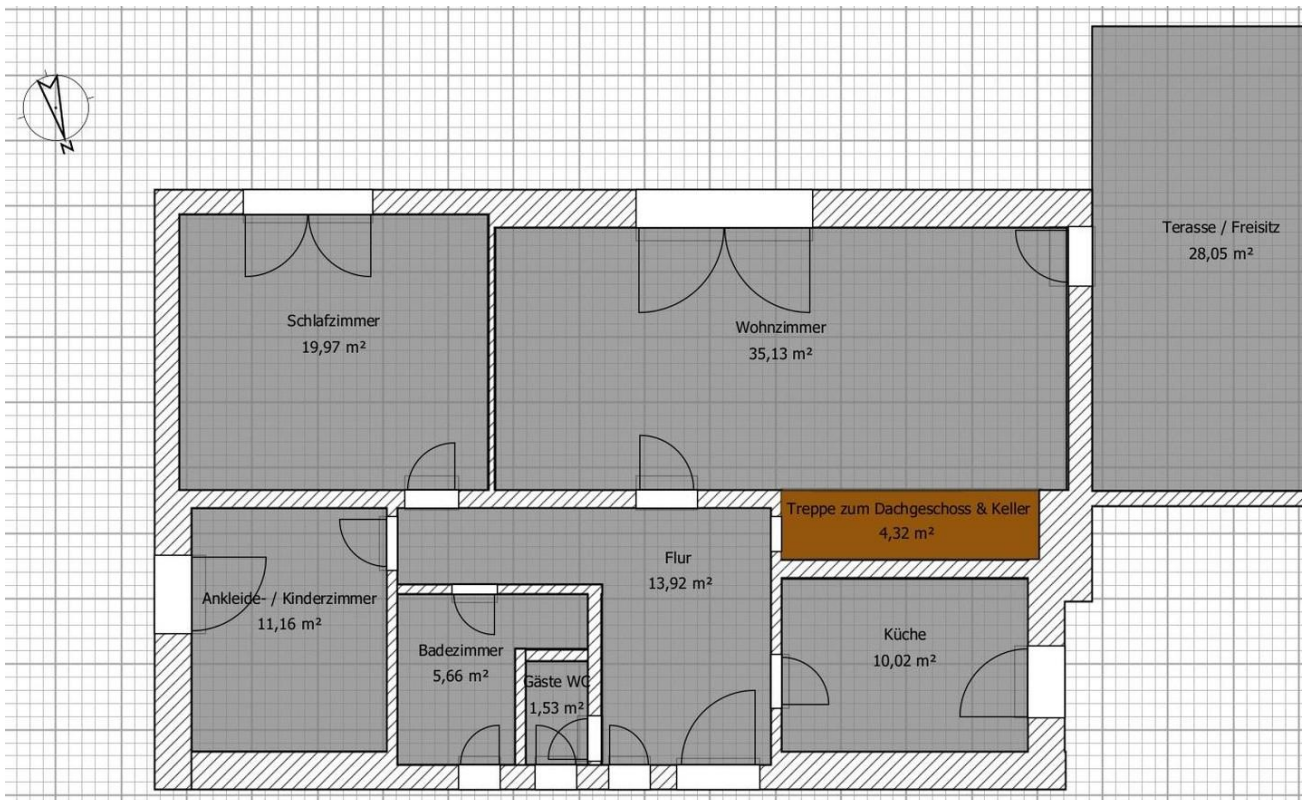 N
Terasse / Freisitz
28,05 m²
Schlafzimmer
19,97 m²
Wohnzimmer
35,13 m²
Treppe zum Dachgeschoss & Keller
4,32 m²
Flur
13,92 m²
Ankleide- / Kinderzimmer
11,16 m²
Badezimmer
5,66 m²
Gäste WC
1,53 m²
Küche
10,02 m²